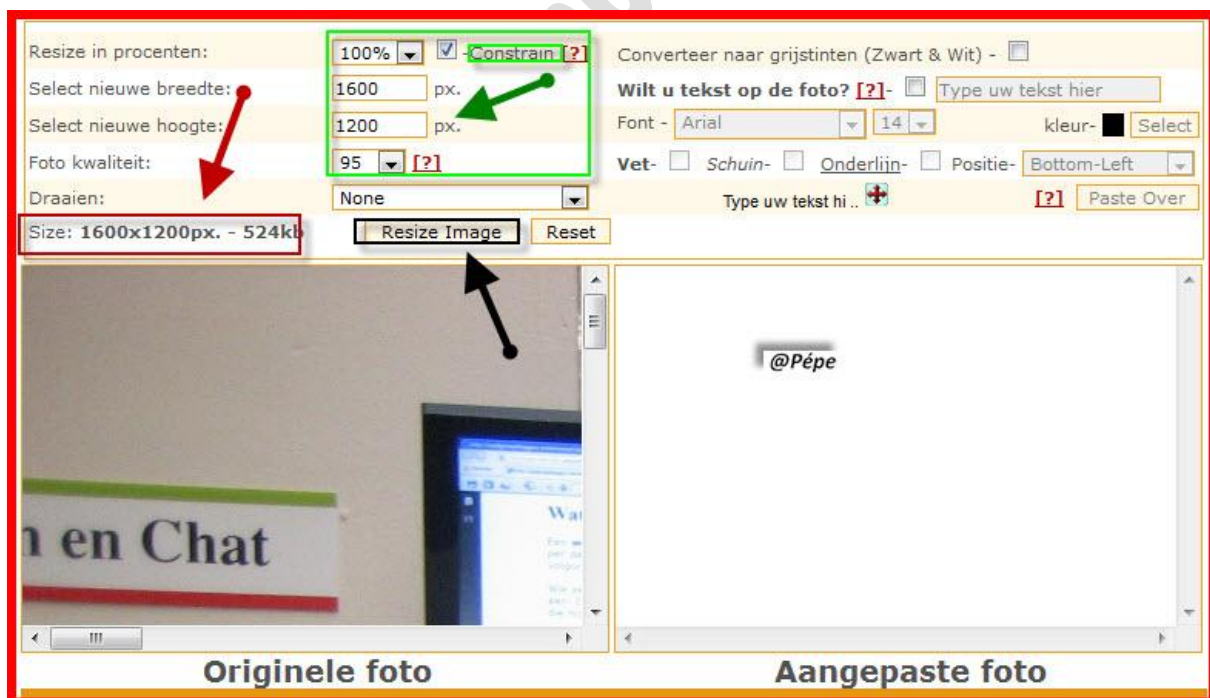 Resize in procenten: 100% - Constrain [?]
Select nieuwe breedte: 1600 px.
Select nieuwe hoogte: 1200 px.
Foto kwaliteit: 95 [?]
Draaien: None
Size: 1600x1200px. - 524kb Resize Image Reset
Converteer naar grijstinten (Zwart & Wit) -
Wilt u tekst op de foto? [?]- Type uw tekst hier
Font - Arial 14 kleur- Select
Vet- Schuin- Onderlijn- Positie- Bottom-Left
Type uw tekst hi .. [?] Paste Over
n en Chat
Wat
@Pépe
Originele foto
Aangepaste foto